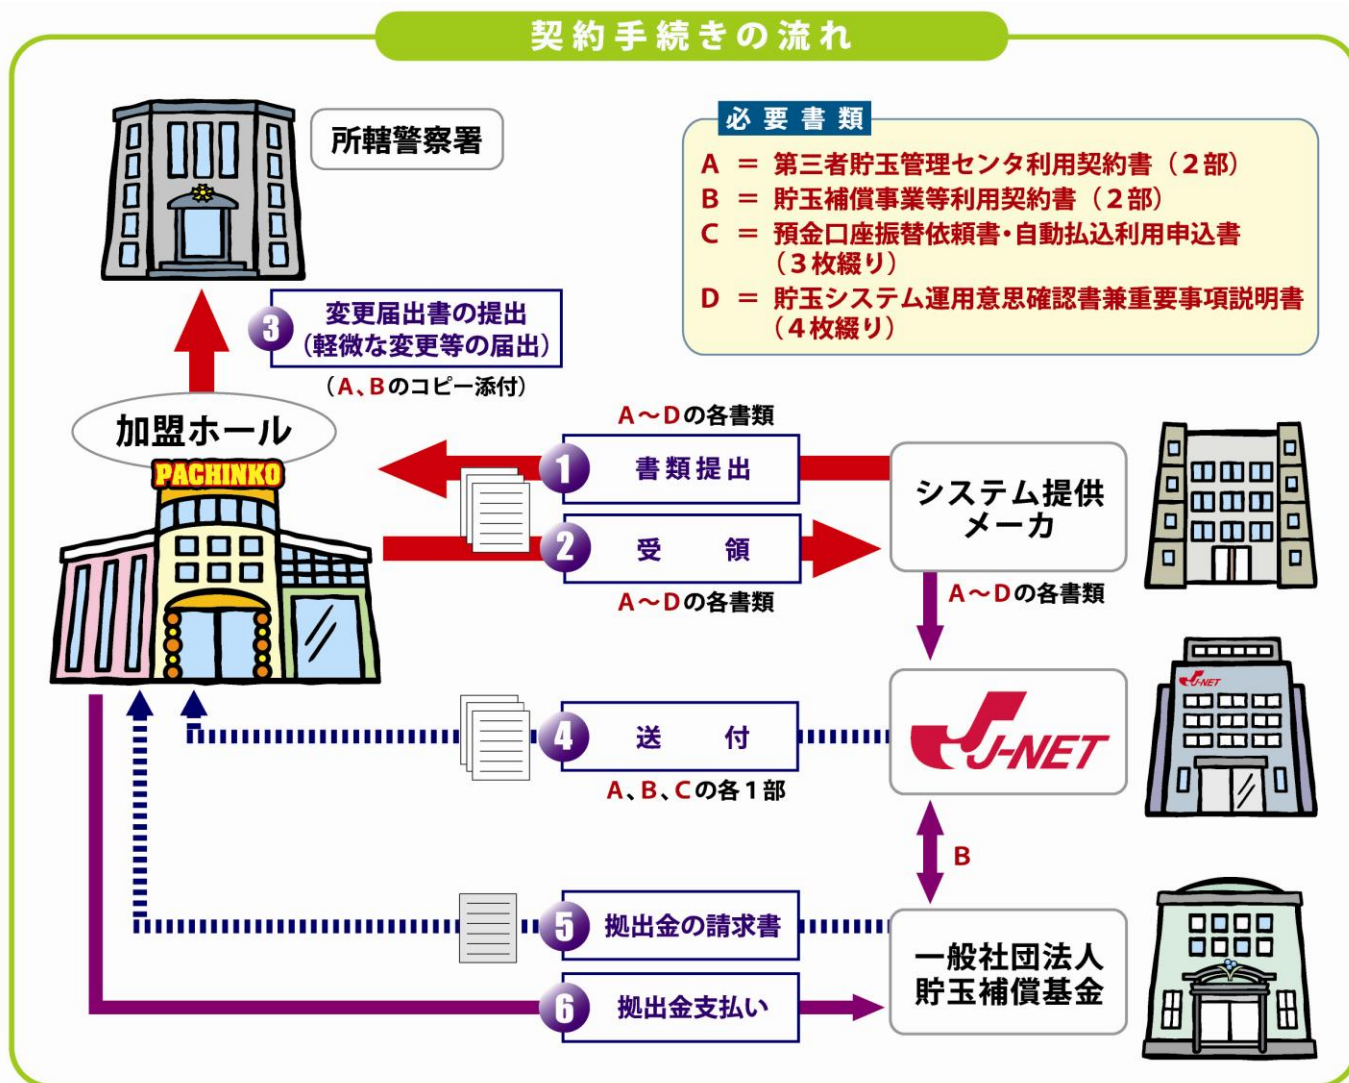 契約手続きの流れ
所轄警察署
必要書類
A = 第三者貯玉管理センタ利用契約書（２部）
B = 貯玉補償事業等利用契約書（２部）
C = 預金口座振替依頼書・自動払込利用申込書
（３枚綴り）
D = 貯玉システム運用意思確認書兼重要事項説明書
（４枚綴り）
3 変更届出書の提出
（軽微な変更等の届出）
（A、Bのコピー添付）
加盟ホール
PACHINKO
A〜Dの各書類
1 書類提出
2 受領
A〜Dの各書類
システム提供
メーカ
A〜Dの各書類
J-NET
J-NET
4 送付
A、B、Cの各１部
B
5 拠出金の請求書
6 拠出金支払い
一般社団法人
貯玉補償基金